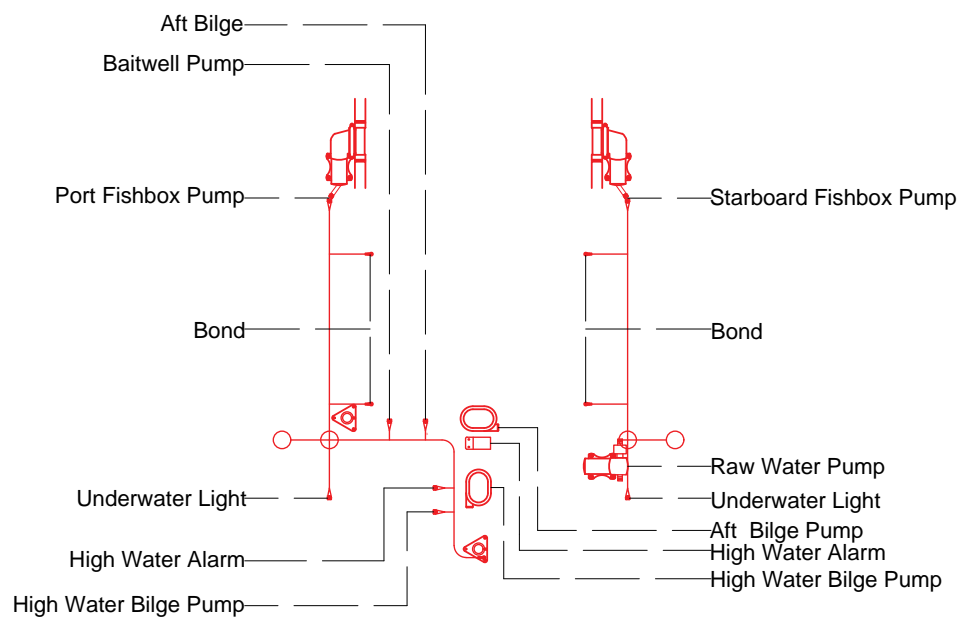 Aft Bilge
Baitwell Pump
Port Fishbox Pump
Starboard Fishbox Pump
Bond
Bond
Raw Water Pump
Underwater Light
Underwater Light
Aft Bilge Pump
High Water Alarm
High Water Alarm
High Water Bilge Pump
High Water Bilge Pump